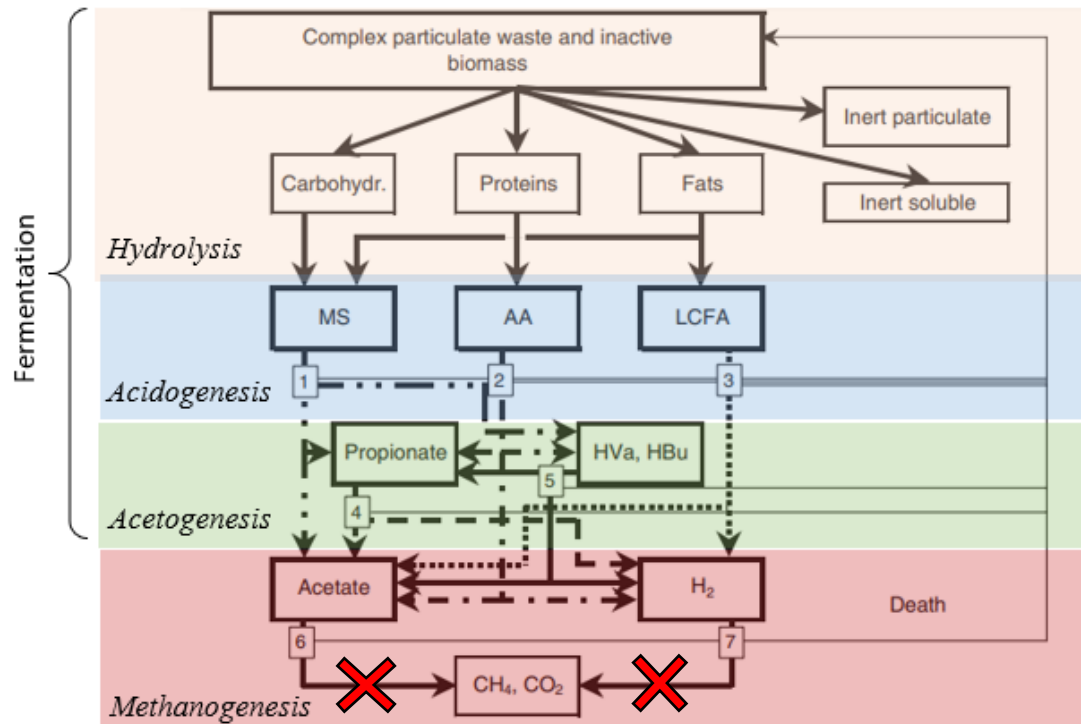 Complex particulate waste and inactive
biomass
Inert particulate
Carbohydr.
Proteins
Fats
Inert soluble
Fermentation
Hydrolysis
MS
AA
LCFA
1
2
3
Acidogenesis
Propionate
HVa, HBu
5
4
Acetogenesis
Acetate
H₂
Death
6
7
CH₄, CO₂
Methanogenesis